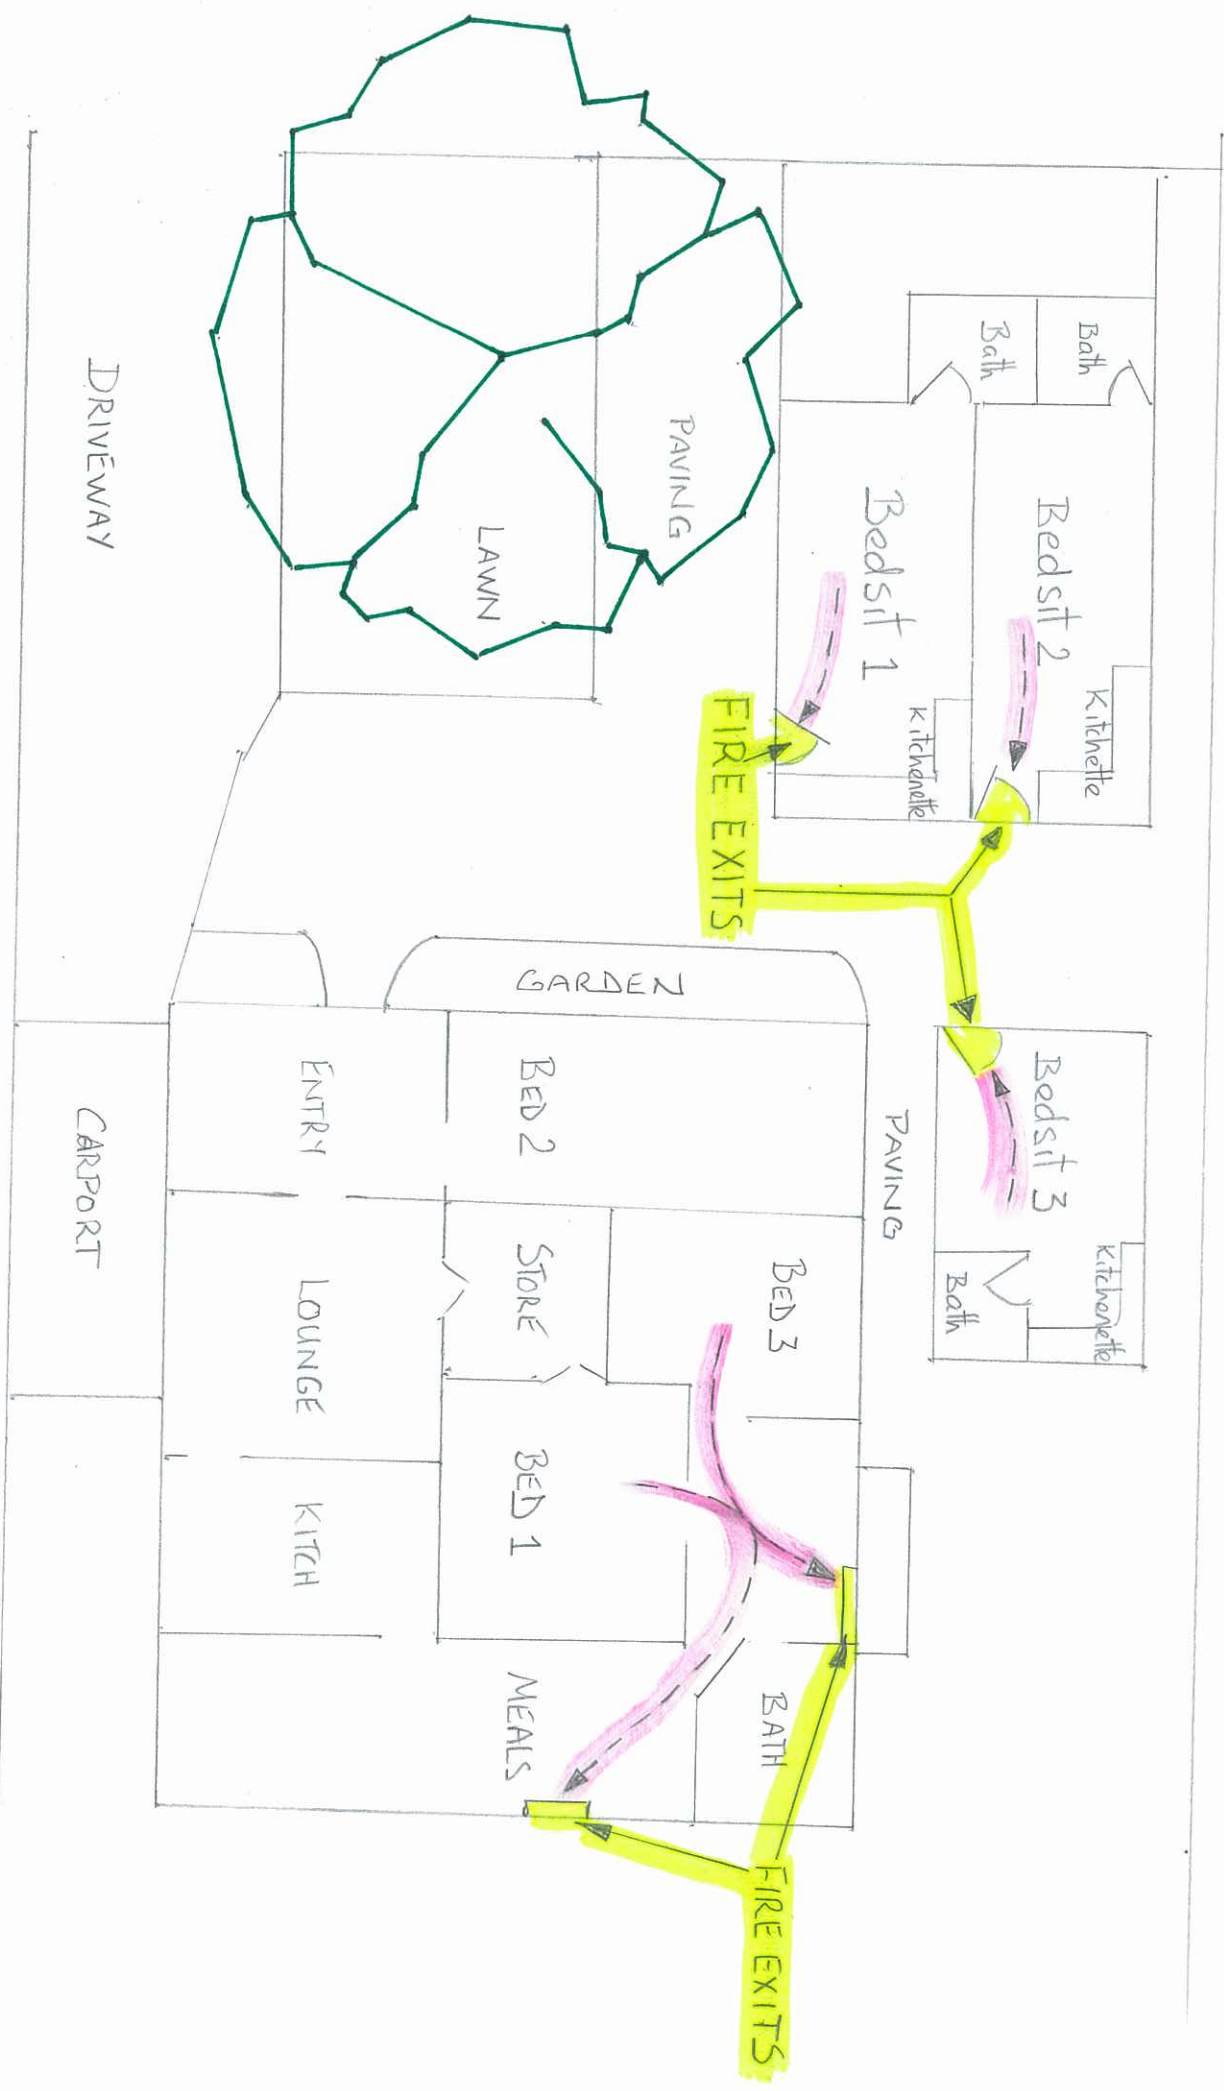 Bath
Bath
Bedsit 2
Kitchette
Bedsit 1
Kitchenette
Bedsit 3
Kitchenette
Bath
PAVING
LAWN
DRIVEWAY
FIRE EXITS
GARDEN
PAVING
BED 2
ENTRY
CARPORT
BED 3
STORE
LOUNGE
BED 1
KITCH
BATH
MEALS
FIRE EXITS